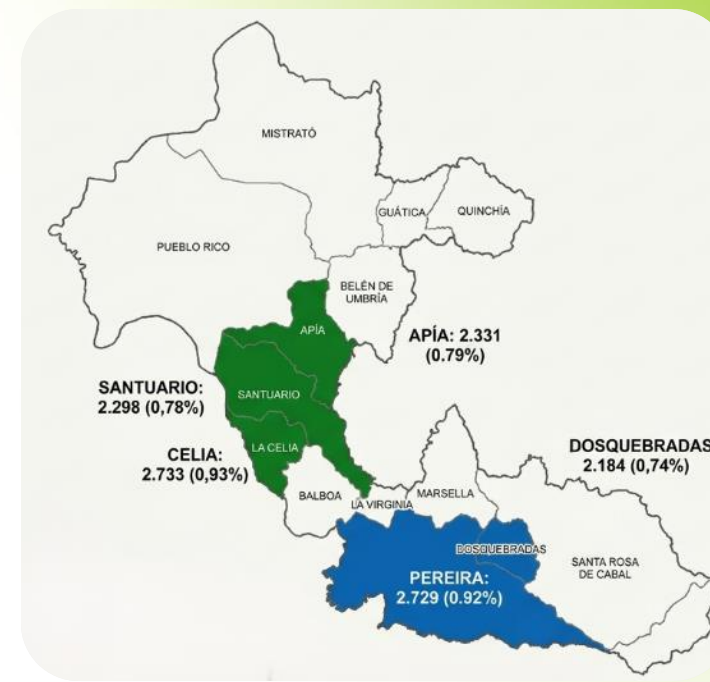 MISTRATÓ
GUÁTICA
QUINCHÍA
PUEBLO RICO
BELÉN DE
UMBRÍA
APÍA
APÍA: 2.331
(0.79%)
SANTUARIO:
2.298 (0,78%)
SANTUARIO
CELIA:
2.733 (0,93%)
LA CELIA
DOSQUEBRADAS
2.184 (0,74%)
BALBOA
LA VIRGINIA
MARSELLA
DOSQUEBRADAS
SANTA ROSA
DE CABAL
PEREIRA:
2.729 (0.92%)